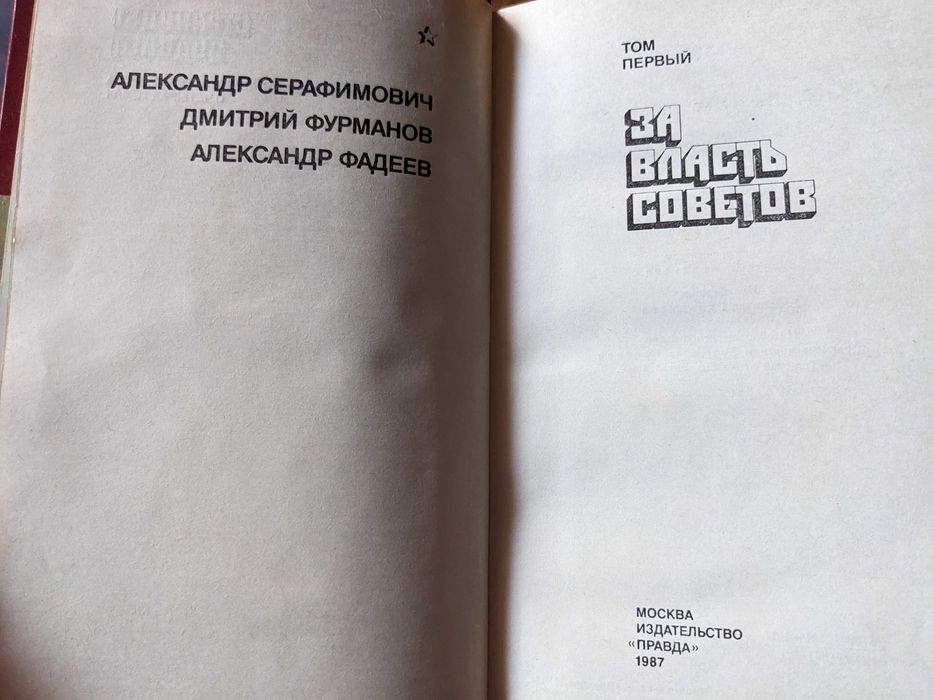 АЛЕКСАНДР СЕРАФИМОВИЧ
ДМИТРИЙ ФУРМАНОВ
АЛЕКСАНДР ФАДЕЕВ
ТОМ
ПЕРВЫЙ
ЗА
ВЛАСТЬ
СОВЕТОВ
МОСКВА
ИЗДАТЕЛЬСТВО
«ПРАВДА»
1987